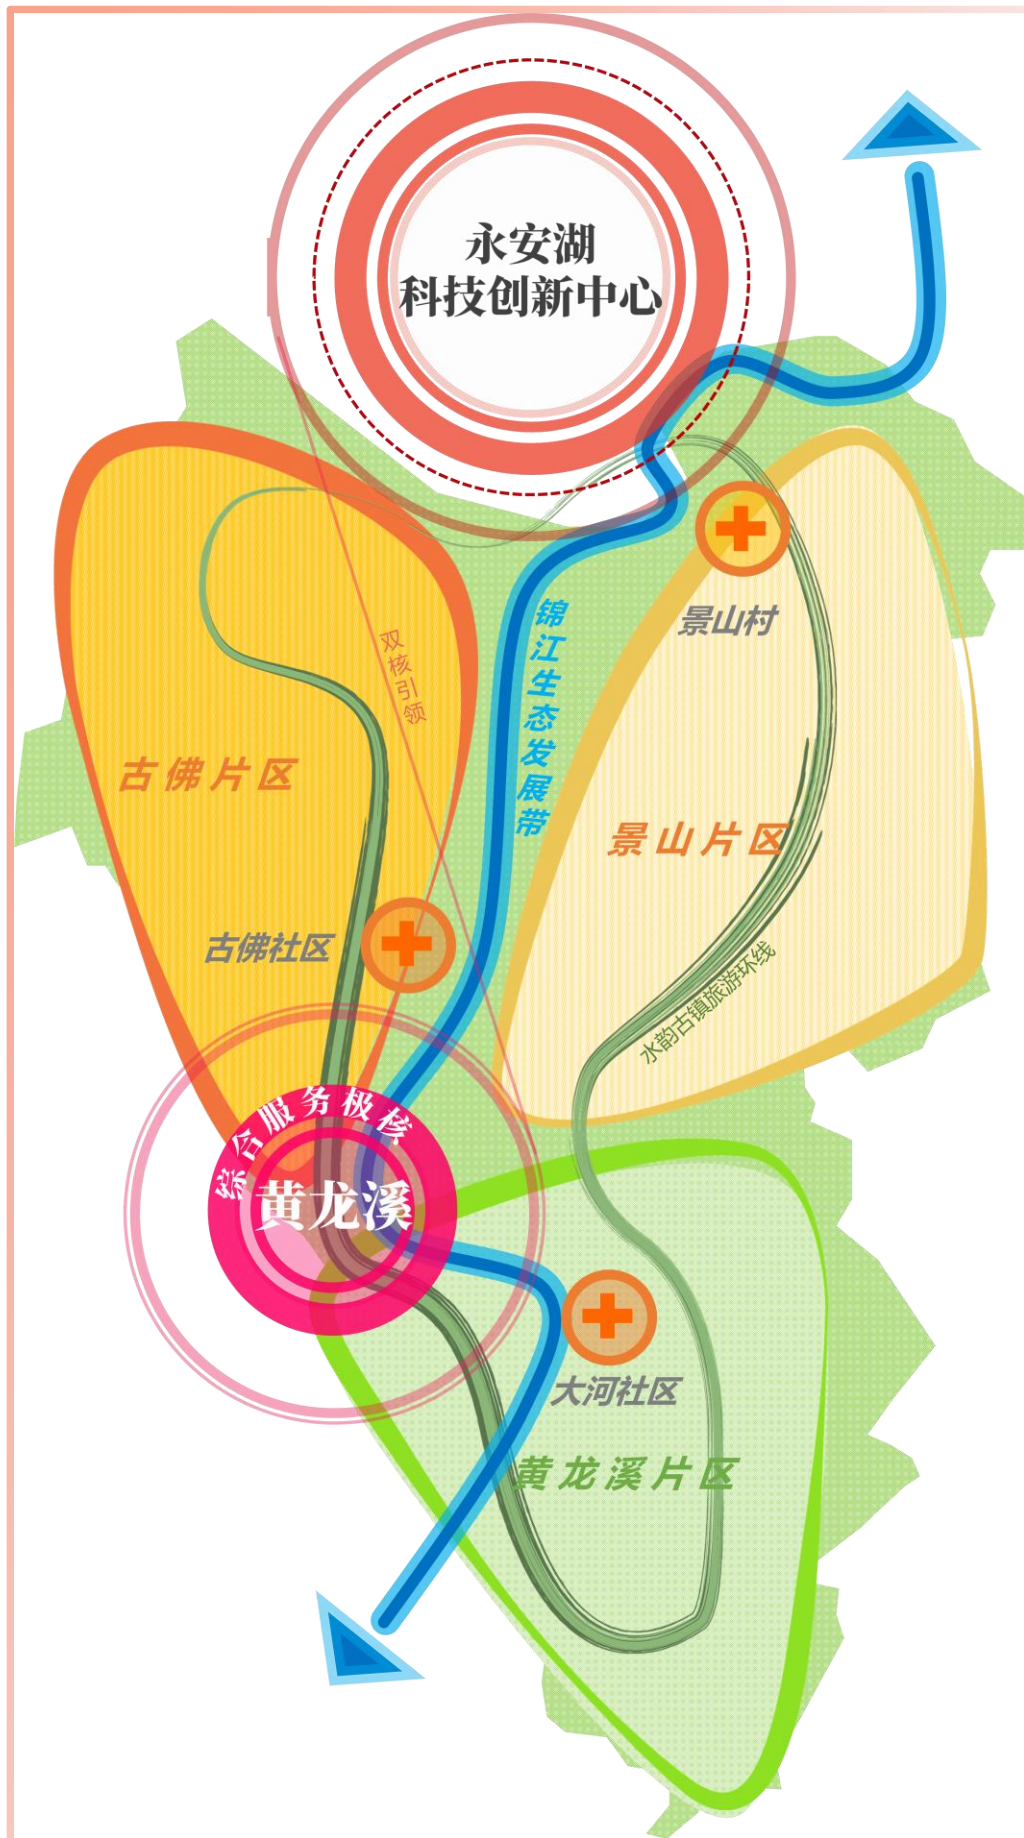 永安湖
科技创新中心
景山村
双核引领
锦江生态发展带
古佛片区
景山片区
古佛社区
水韵古镇旅游环线
综合服务极核
黄龙溪
大河社区
黄龙溪片区